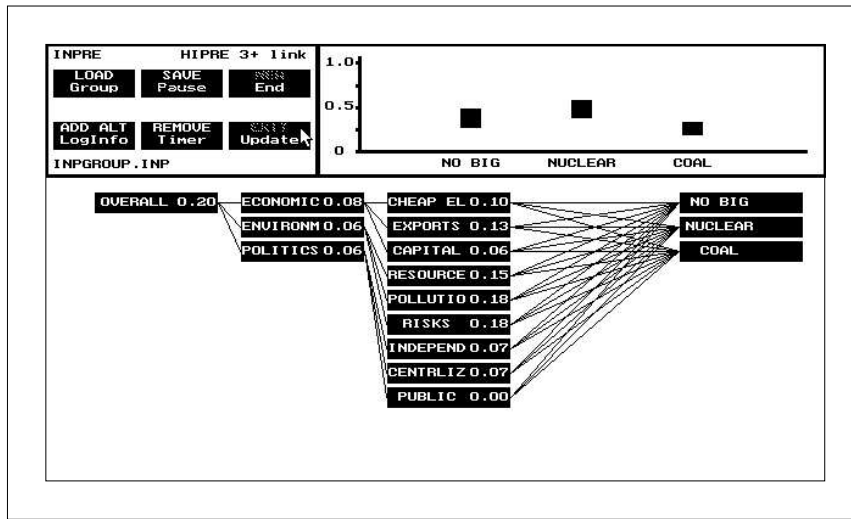 INPRE HIPRE 3+ link
LOAD SAVE NEW
Group Pause End
ADD ALT REMOVE EXIT
LogInfo Timer Update
INPGROUP.INP
1.0
0.5
0
NO BIG NUCLEAR COAL
OVERALL 0.20 ECONOMIC 0.08 CHEAP EL 0.10 NO BIG
ENVIRONM 0.06 EXPORTS 0.13 NUCLEAR
POLITICS 0.06 CAPITAL 0.06 COAL
RESOURCE 0.15
POLLUTIO 0.18
RISKS 0.18
INDEPEND 0.07
CENTRLIZ 0.07
PUBLIC 0.00